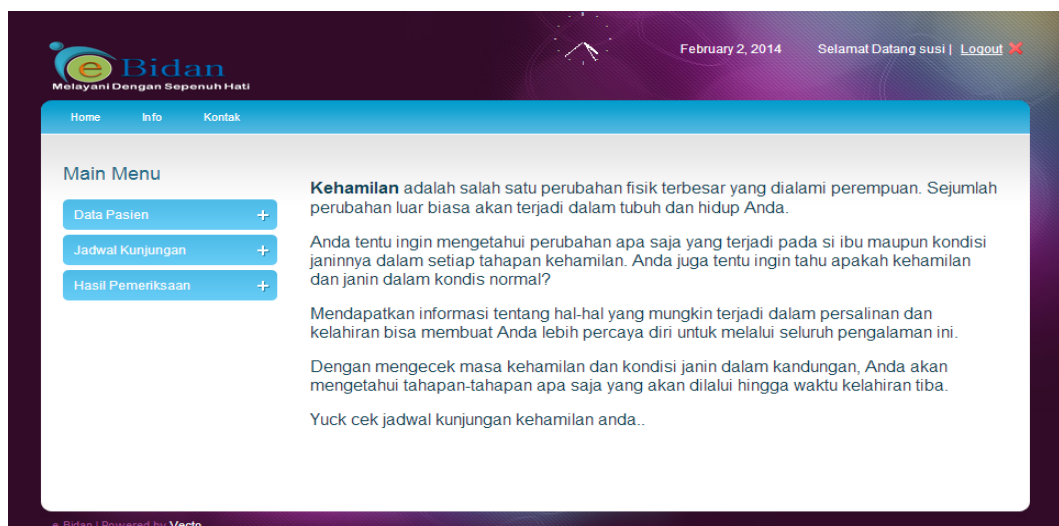 e Bidan
Melayani Dengan Sepenuh Hati
February 2, 2014
Selamat Datang susi | Logout
Home Info Kontak
Main Menu
Data Pasien
Jadwal Kunjungan
Hasil Pemeriksaan
Kehamilan adalah salah satu perubahan fisik terbesar yang dialami perempuan. Sejumlah
perubahan luar biasa akan terjadi dalam tubuh dan hidup Anda.
Anda tentu ingin mengetahui perubahan apa saja yang terjadi pada si ibu maupun kondisi
janinnya dalam setiap tahapan kehamilan. Anda juga tentu ingin tahu apakah kehamilan
dan janin dalam kondis normal?
Mendapatkan informasi tentang hal-hal yang mungkin terjadi dalam persalinan dan
kelahiran bisa membuat Anda lebih percaya diri untuk melalui seluruh pengalaman ini.
Dengan mengecek masa kehamilan dan kondisi janin dalam kandungan, Anda akan
mengetahui tahapan-tahapan apa saja yang akan dilalui hingga waktu kelahiran tiba.
Yuck cek jadwal kunjungan kehamilan anda..
e Bidan | Powered by Vecto